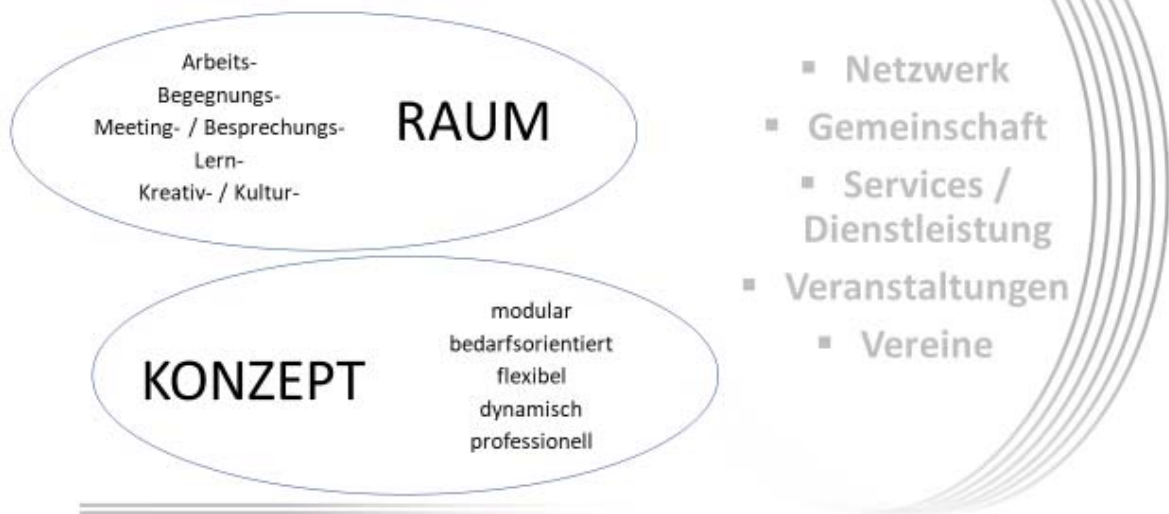 Arbeits-
Begegnungs-
Meeting- / Besprechungs-
Lern-
Kreativ- / Kultur-
RAUM
KONZEPT
modular
bedarfsorientiert
flexibel
dynamisch
professionell
▪ Netzwerk
▪ Gemeinschaft
▪ Services /
Dienstleistung
▪ Veranstaltungen
▪ Vereine